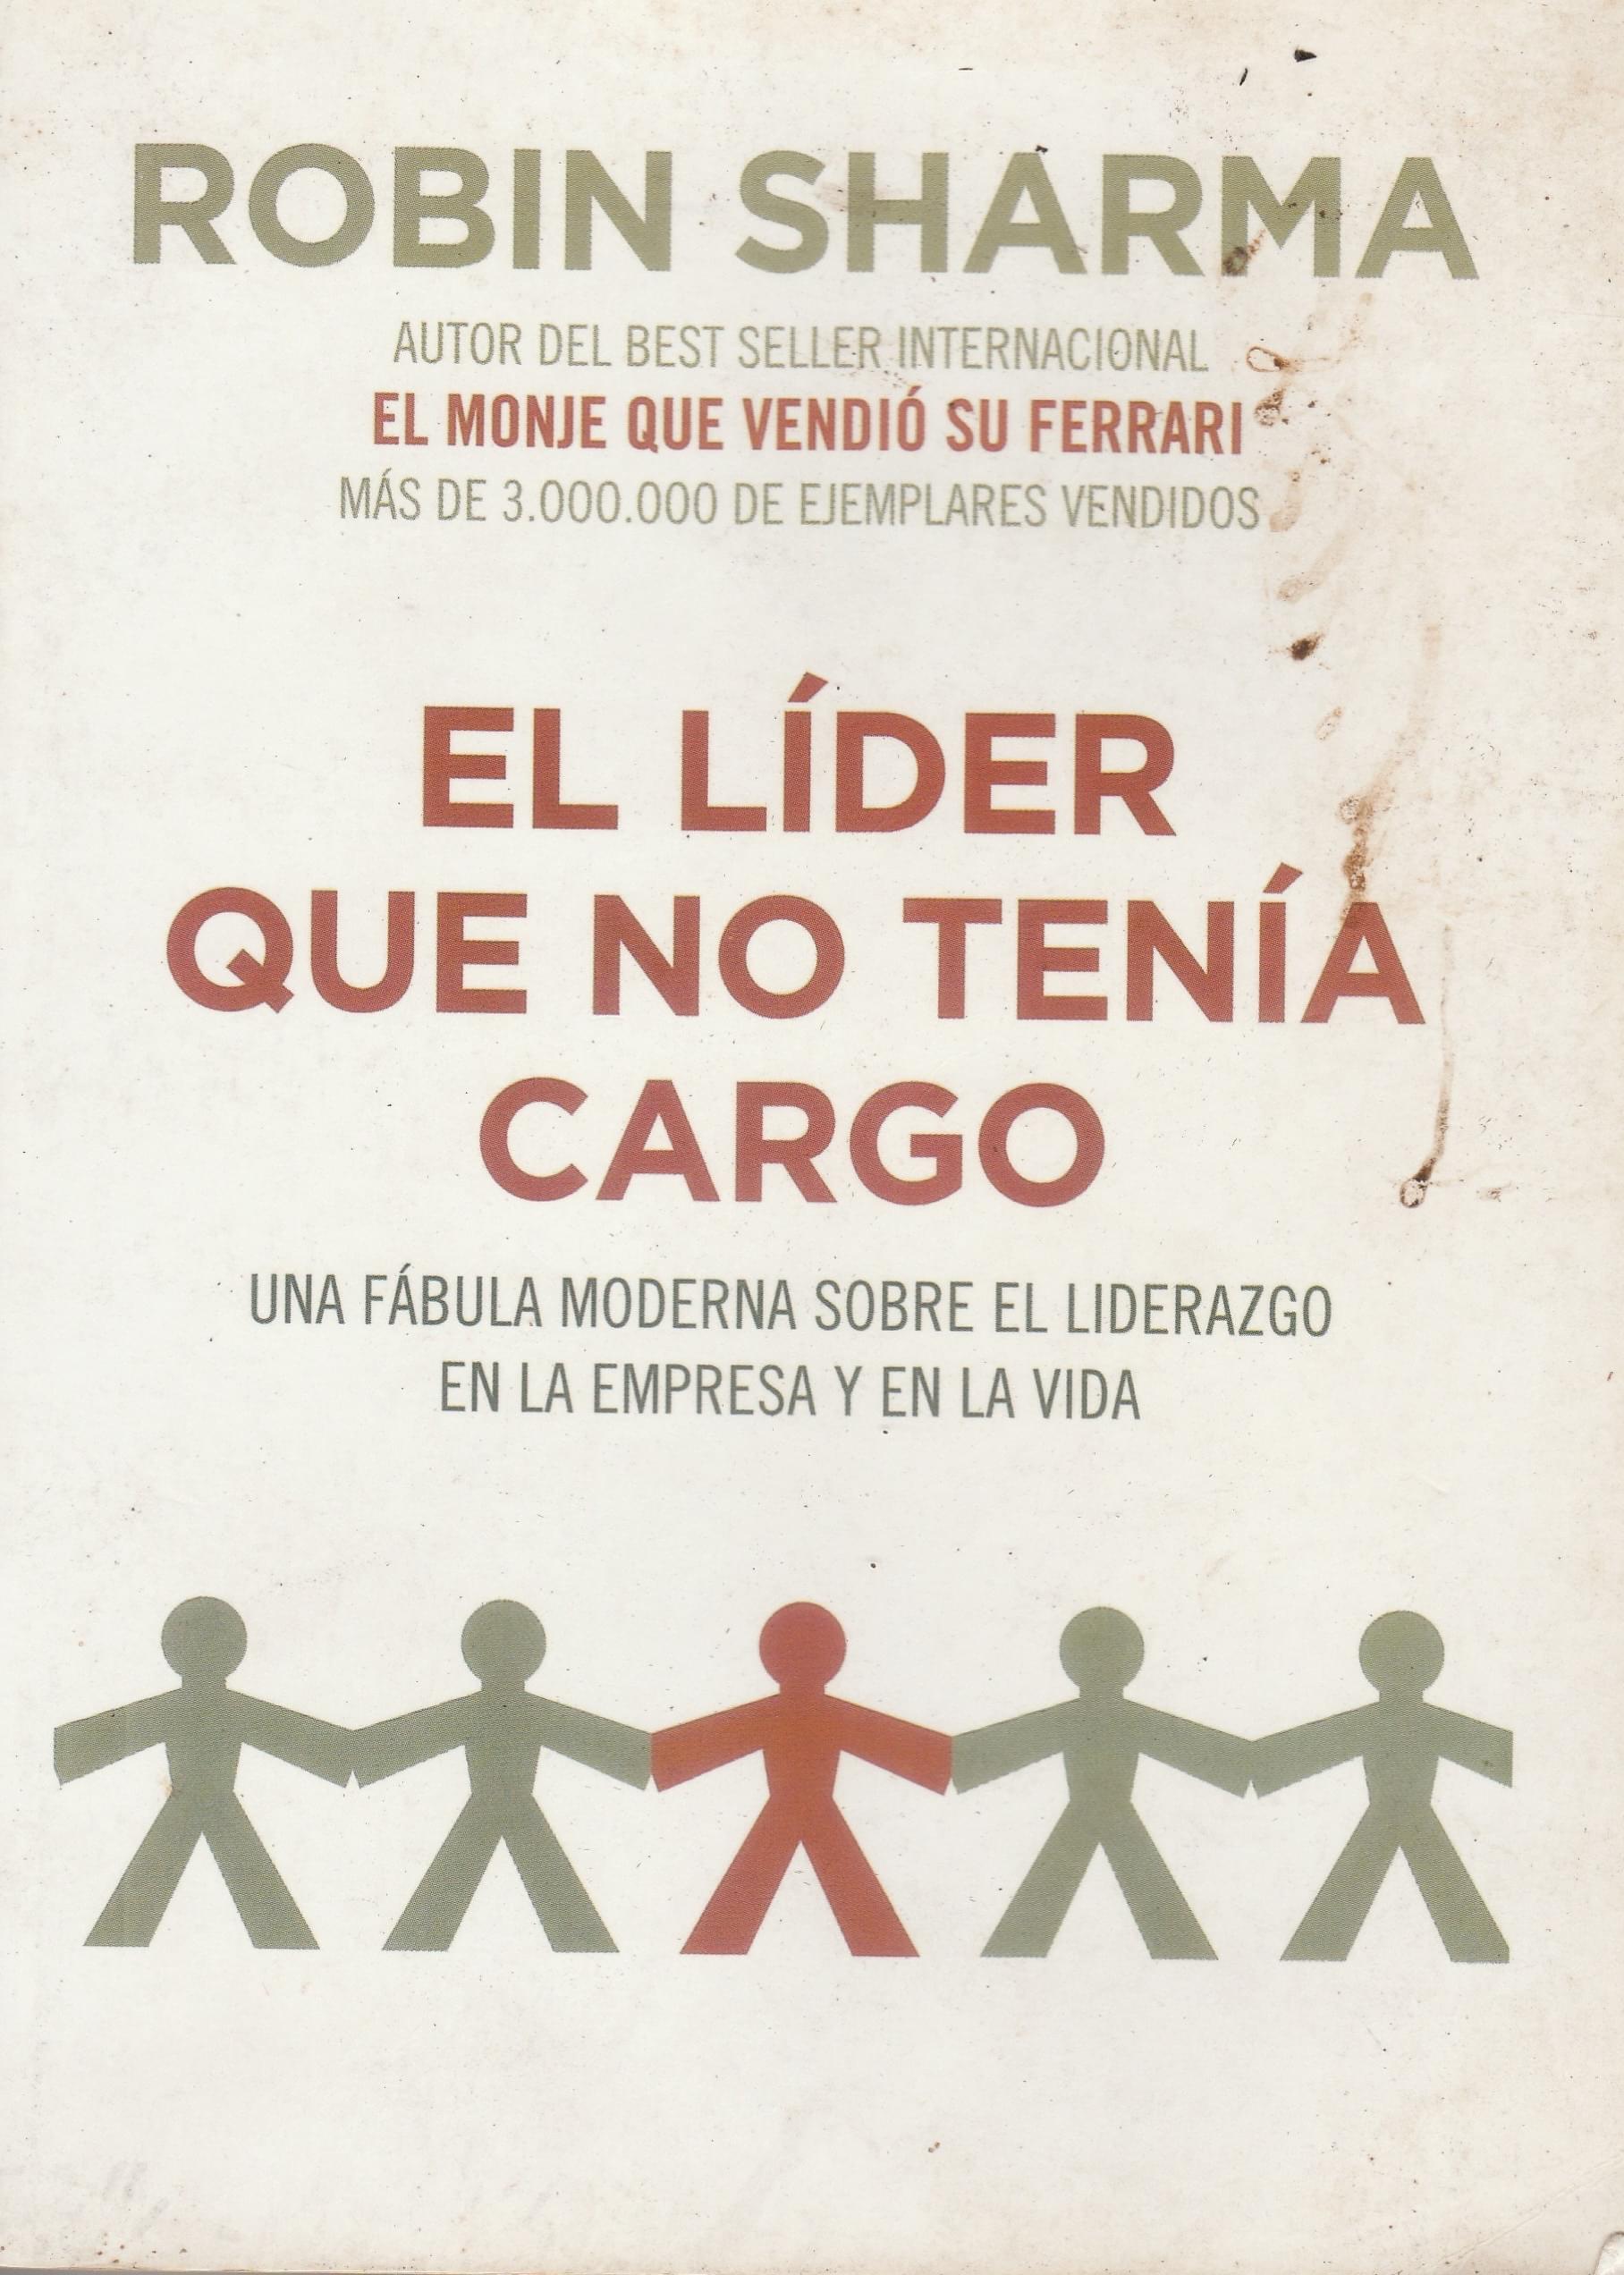 ROBIN SHARMA
AUTOR DEL BEST SELLER INTERNACIONAL
EL MONJE QUE VENDIÓ SU FERRARI
MÁS DE 3.000.000 DE EJEMPLARES VENDIDOS
EL LÍDER
QUE NO TENÍA
CARGO
UNA FÁBULA MODERNA SOBRE EL LIDERAZGO
EN LA EMPRESA Y EN LA VIDA